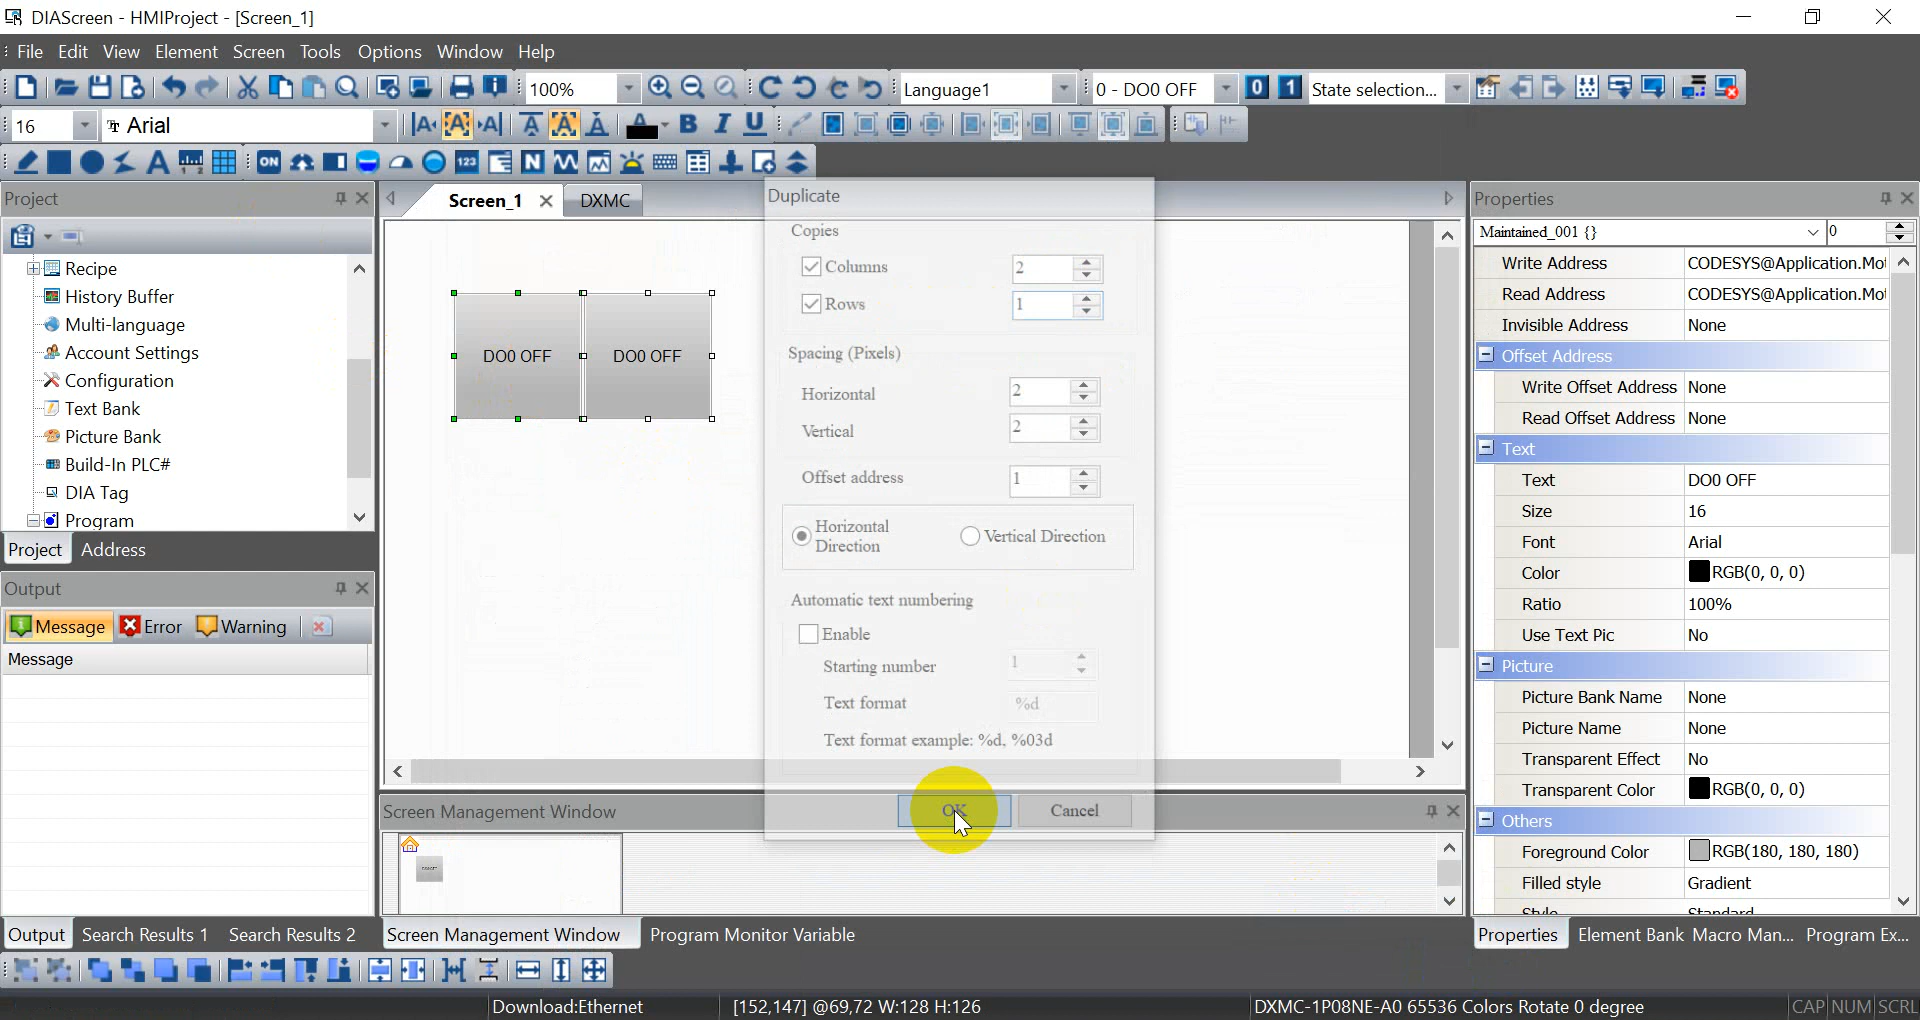 DIAScreen - HMIProject - [Screen_1]
File Edit View Element Screen Tools Options Window Help
100% Language1 0 - DO0 OFF 0 1 State selection...
16 Arial
ON 123 N
Project
Recipe
History Buffer
Multi-language
Account Settings
Configuration
Text Bank
Picture Bank
Build-In PLC#
DIA Tag
Program
Project Address
Output
Message Error Warning
Message
Output Search Results 1 Search Results 2
Screen_1 DXMC
DO0 OFF DO0 OFF
Duplicate
Copies
Columns 2
Rows 1
Spacing (Pixels)
Horizontal 2
Vertical 2
Offset address 1
Horizontal Direction Vertical Direction
Automatic text numbering
Enable
Starting number 1
Text format %d
Text format example: %d, %03d
OK Cancel
Screen Management Window
Screen Management Window Program Monitor Variable
Properties
Maintained_001 {} 0
Write Address CODESYS@Application.Mot
Read Address CODESYS@Application.Mot
Invisible Address None
Offset Address
Write Offset Address None
Read Offset Address None
Text
Text DO0 OFF
Size 16
Font Arial
Color RGB(0, 0, 0)
Ratio 100%
Use Text Pic No
Picture
Picture Bank Name None
Picture Name None
Transparent Effect No
Transparent Color RGB(0, 0, 0)
Others
Foreground Color RGB(180, 180, 180)
Filled style Gradient
Style Standard
Properties Element Bank Macro Man... Program Ex...
Download:Ethernet [152,147] @69,72 W:128 H:126 DXMC-1P08NE-A0 65536 Colors Rotate 0 degree CAP NUM SCRL